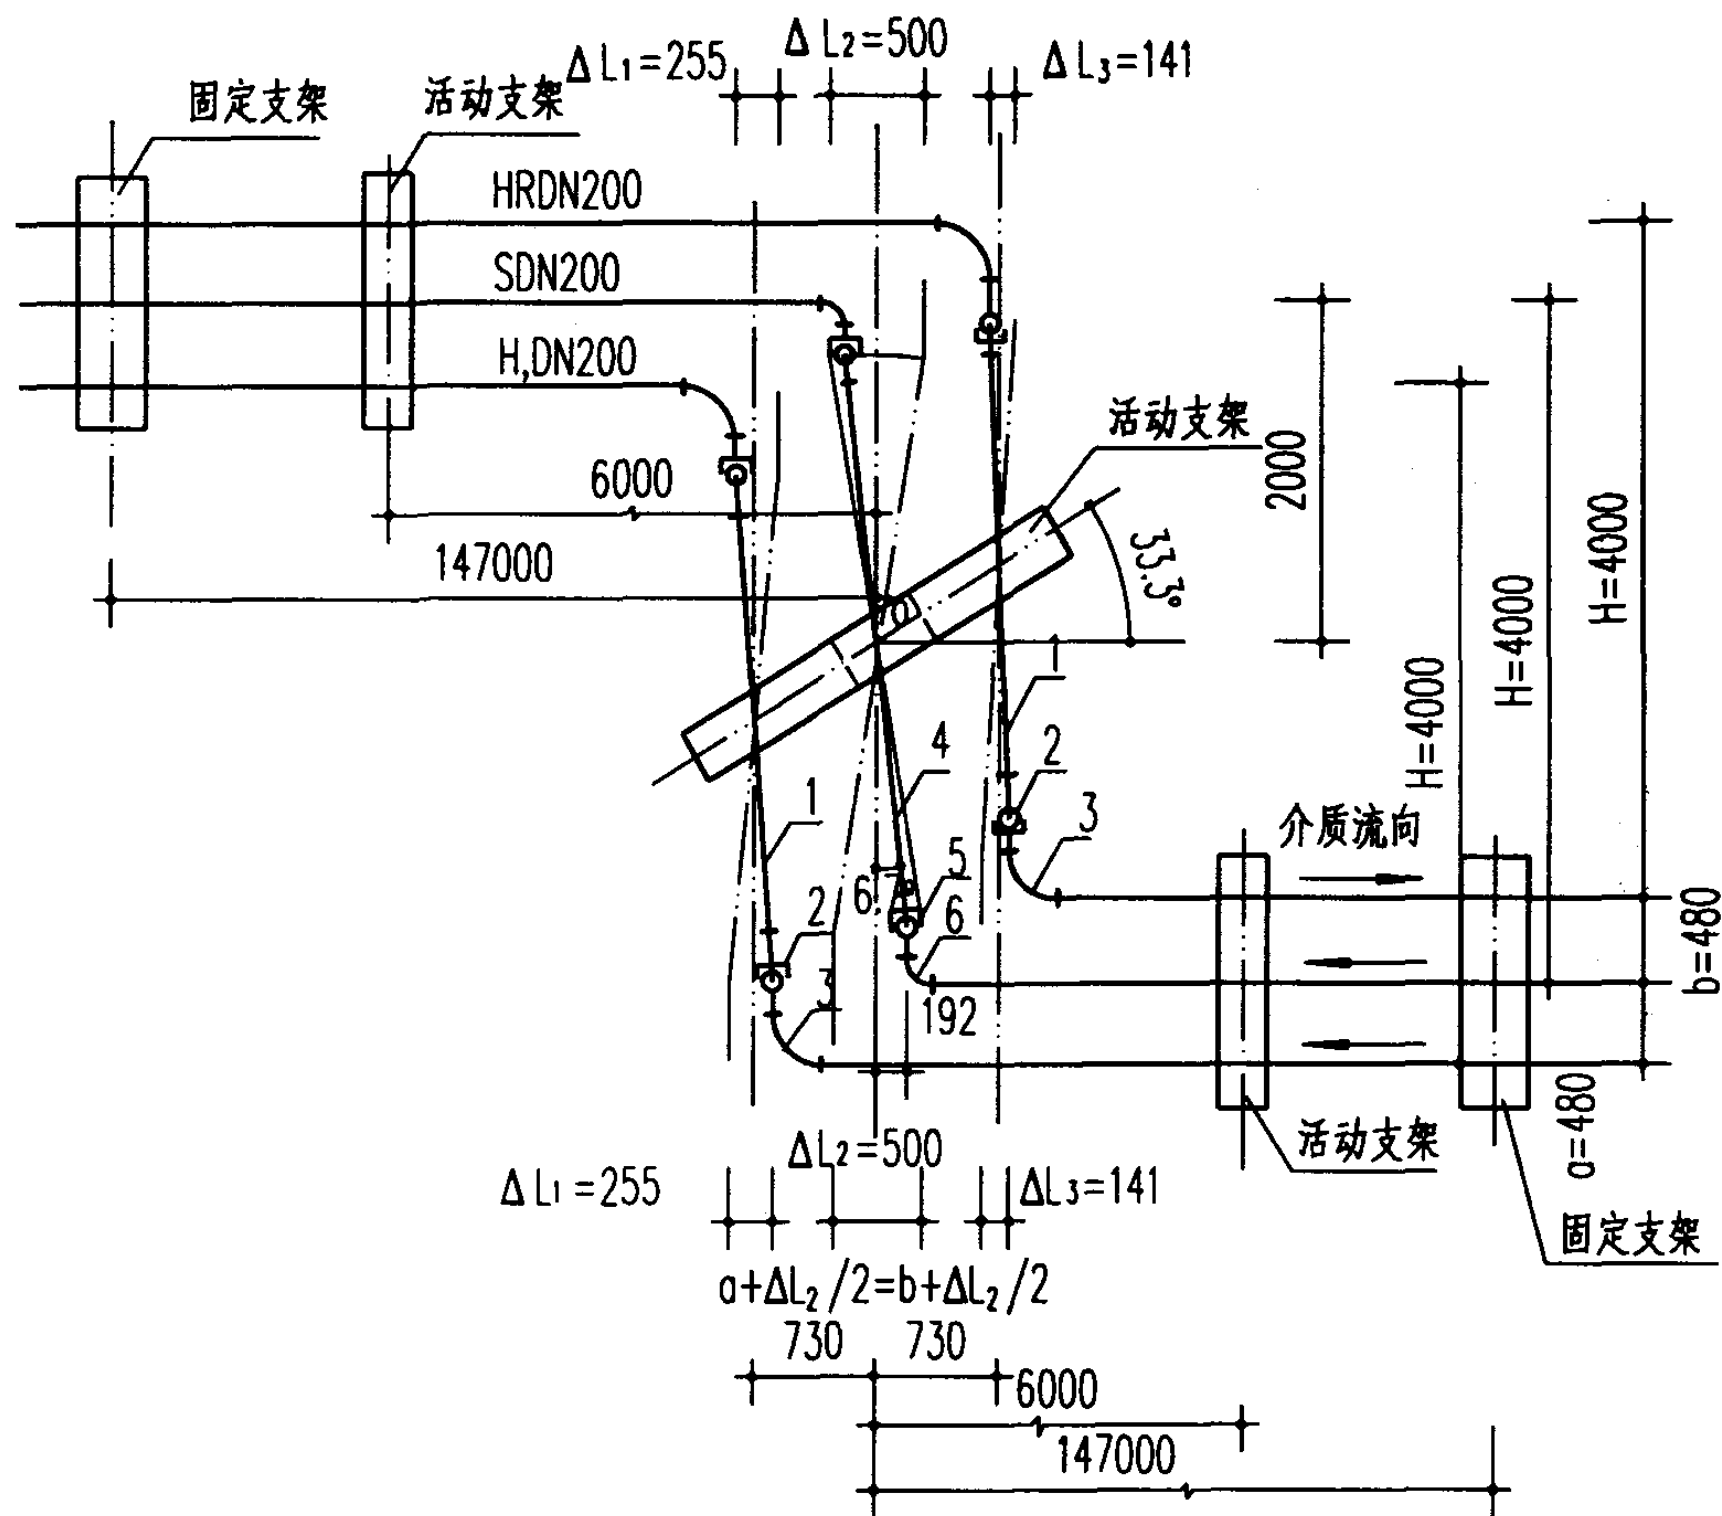 ΔL₁=255
ΔL₂=500
ΔL₃=141
固定支架
活动支架
HRDN200
SDN200
H,DN200
6000
147000
活动支架
33.3°
2000
H=4000
H=4000
H=4000
O
1
4
1
2
3
2
3
5
6
6
192
介质流向
b=480
a=480
活动支架
固定支架
ΔL₁=255
ΔL₂=500
ΔL₃=141
a+ΔL₂/2=b+ΔL₂/2
730
730
6000
147000